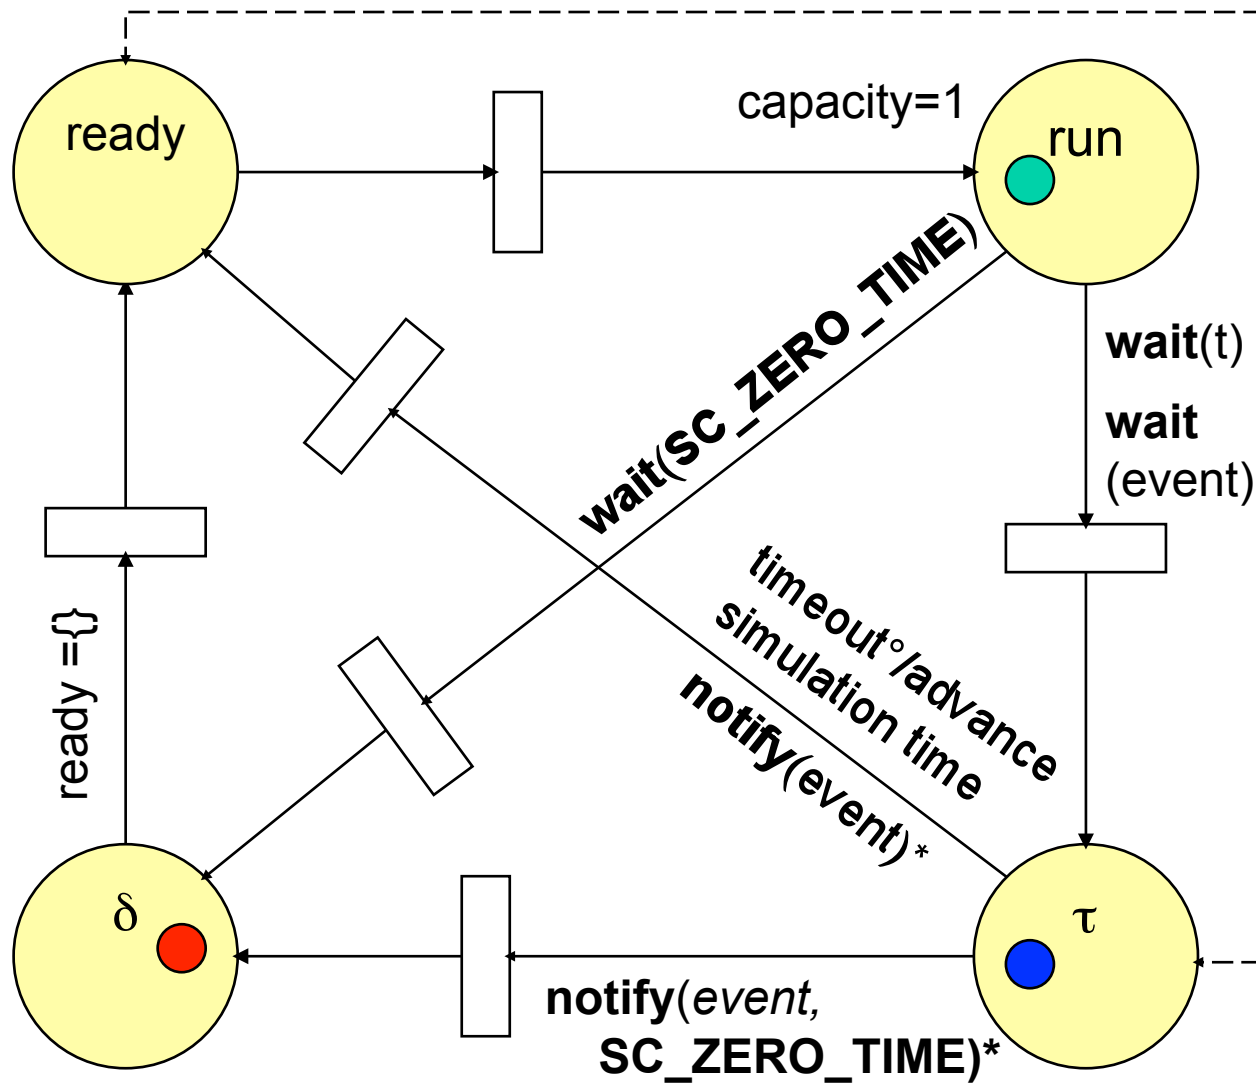 capacity=1
ready
run
wait(SC_ZERO_TIME)
wait(t)
wait
(event)
timeout°/advance
simulation time
notify(event)*
ready ={}
δ
τ
notify(event,
SC_ZERO_TIME)*